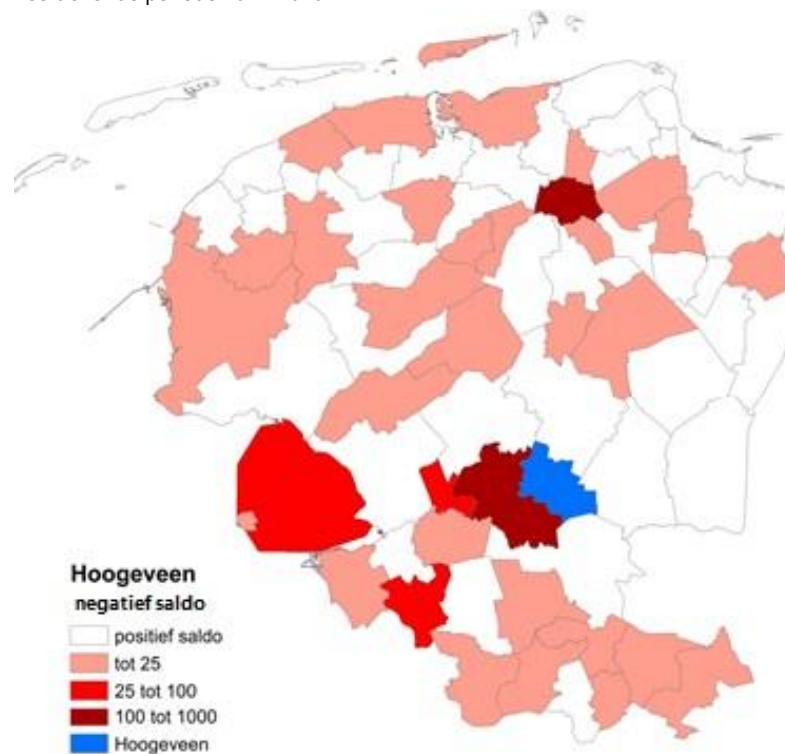 Hoogeveen
negatief saldo
positief saldo
tot 25
25 tot 100
100 tot 1000
Hoogeveen